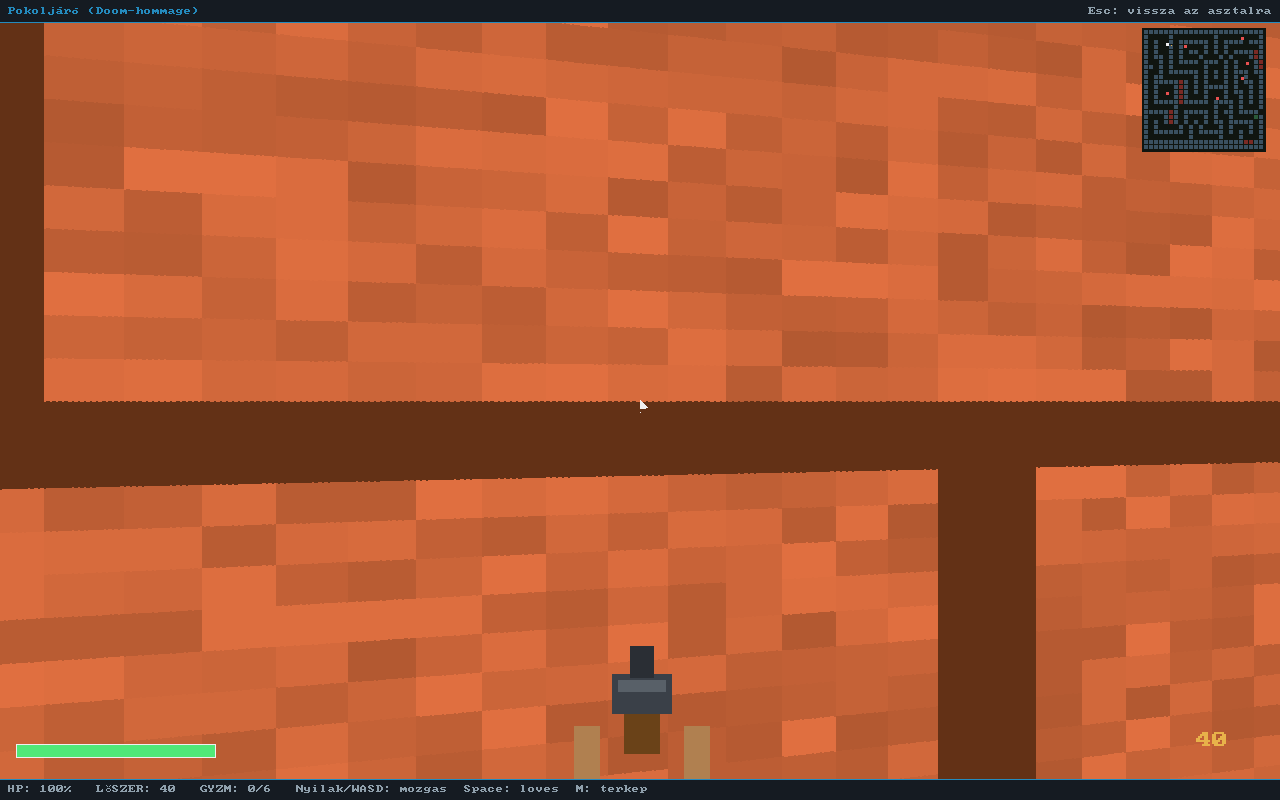 Pokoljáró (Doom-hommage)
Esc: vissza az asztalra
40
HP: 100% LŐSZER: 40 GYZM: 0/6 Nyilak/WASD: mozgas Space: loves M: terkep